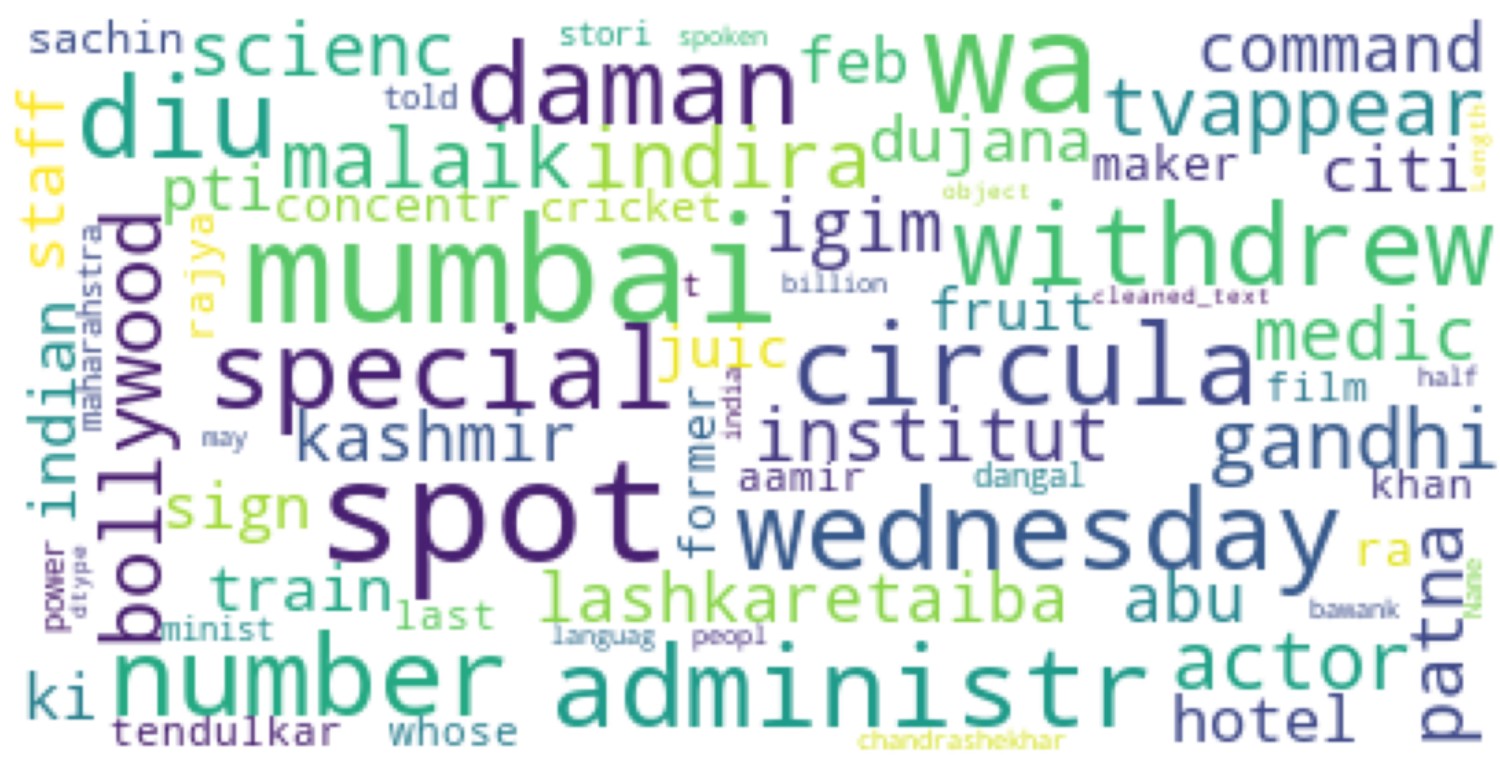 sachin
scienc
stori
spoken
told
daman
feb
wa
command
tvappear
Length
staff
diu
malaik
indira
dujana
maker
citi
pti
concentr
cricket
object
igim
withdrew
rajya
mumbai
t
billion
fruit
cleaned_text
medic
indian
maharahstra
bollywood
special
juic
circula
film
half
may
kashmir
former
india
institut
gandhi
aamir
dangal
khan
sign
spot
wednesday
ra
patna
power
dtype
train
last
lashkaretaiba
abu
bawank
Name
minist
languag
peopl
ki
number
administr
actor
tendulkar
whose
chandrashekhar
hotel